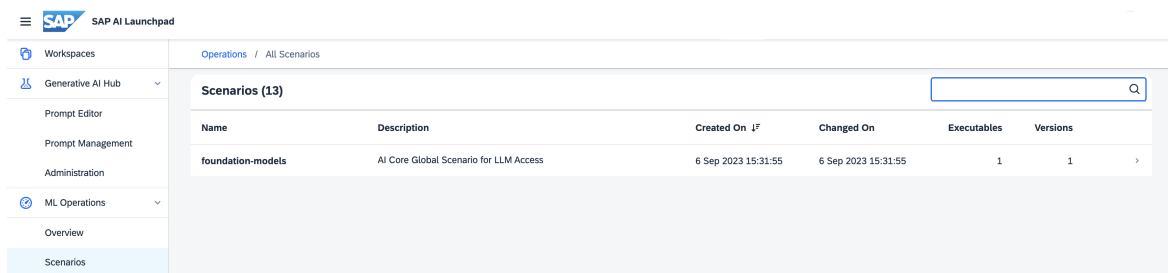 SAP SAP AI Launchpad
Workspaces
Operations / All Scenarios
Generative AI Hub
Scenarios (13)
Prompt Editor
Name Description Created On Changed On Executables Versions
Prompt Management
foundation-models AI Core Global Scenario for LLM Access 6 Sep 2023 15:31:55 6 Sep 2023 15:31:55 1 1
Administration
ML Operations
Overview
Scenarios